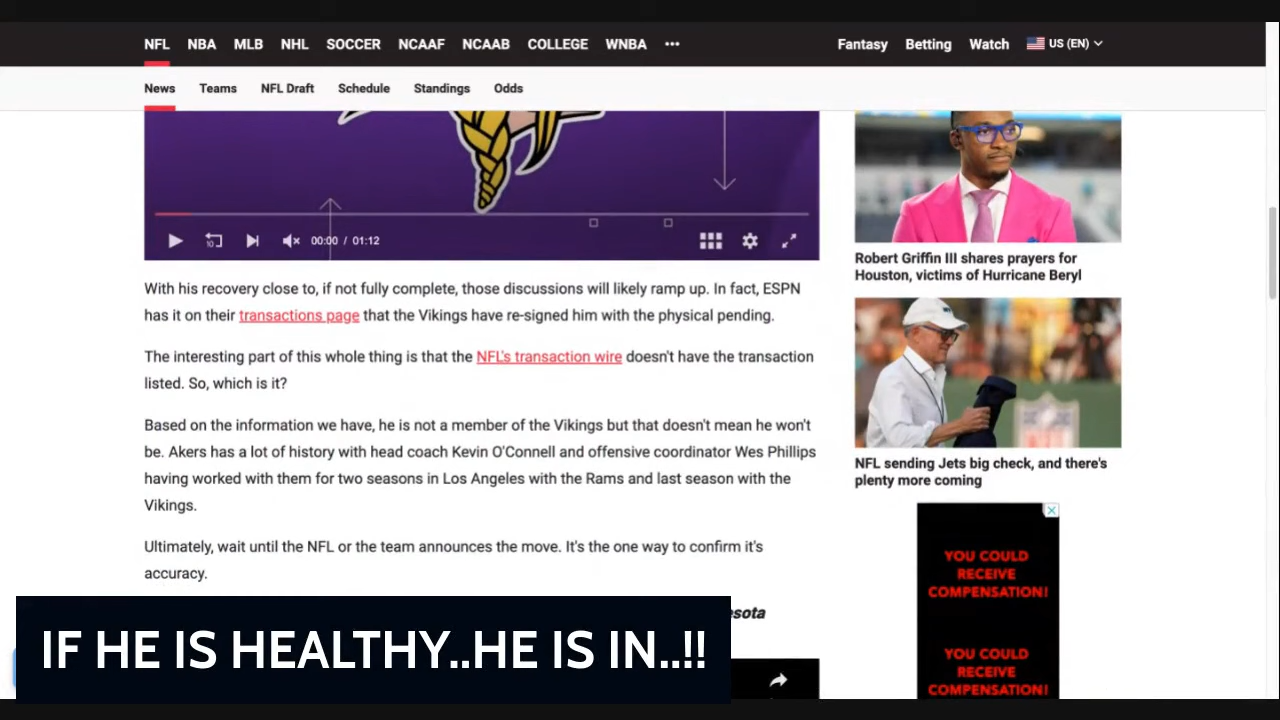 NFL NBA MLB NHL SOCCER NCAAF NCAAB COLLEGE WNBA ••• Fantasy Betting Watch US (EN)
News Teams NFL Draft Schedule Standings Odds
10 00:00 / 01:12
With his recovery close to, if not fully complete, those discussions will likely ramp up. In fact, ESPN
has it on their transactions page that the Vikings have re-signed him with the physical pending.
The interesting part of this whole thing is that the NFL's transaction wire doesn't have the transaction
listed. So, which is it?
Based on the information we have, he is not a member of the Vikings but that doesn't mean he won't
be. Akers has a lot of history with head coach Kevin O'Connell and offensive coordinator Wes Phillips
having worked with them for two seasons in Los Angeles with the Rams and last season with the
Vikings.
Ultimately, wait until the NFL or the team announces the move. It's the one way to confirm it's
accuracy.
esota
IF HE IS HEALTHY..HE IS IN..!!
Robert Griffin III shares prayers for
Houston, victims of Hurricane Beryl
NFL
NFL sending Jets big check, and there's
plenty more coming
YOU COULD
RECEIVE
COMPENSATION!
YOU COULD
RECEIVE
COMPENSATION!